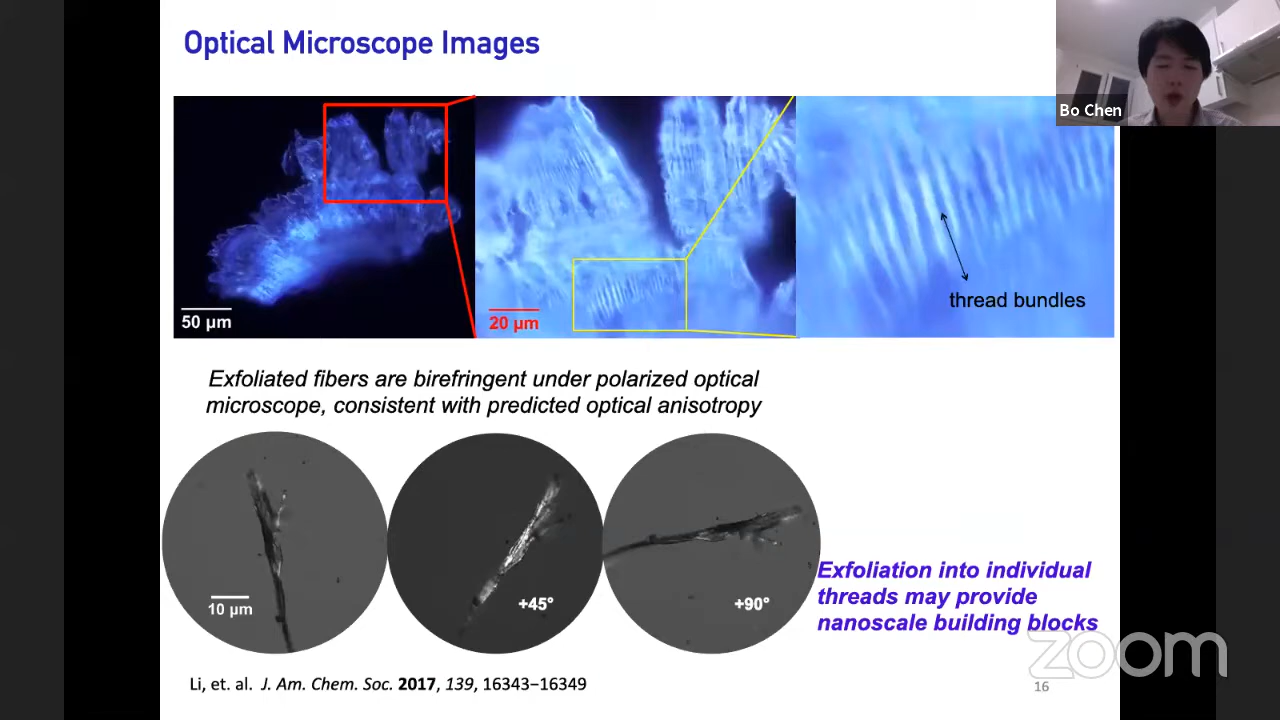 Optical Microscope Images
Bo Chen
50 µm
20 µm
thread bundles
Exfoliated fibers are birefringent under polarized optical
microscope, consistent with predicted optical anisotropy
10 µm
+45°
+90°
Exfoliation into individual
threads may provide
nanoscale building blocks
zoom
Li, et. al. J. Am. Chem. Soc. 2017, 139, 16343−16349
16